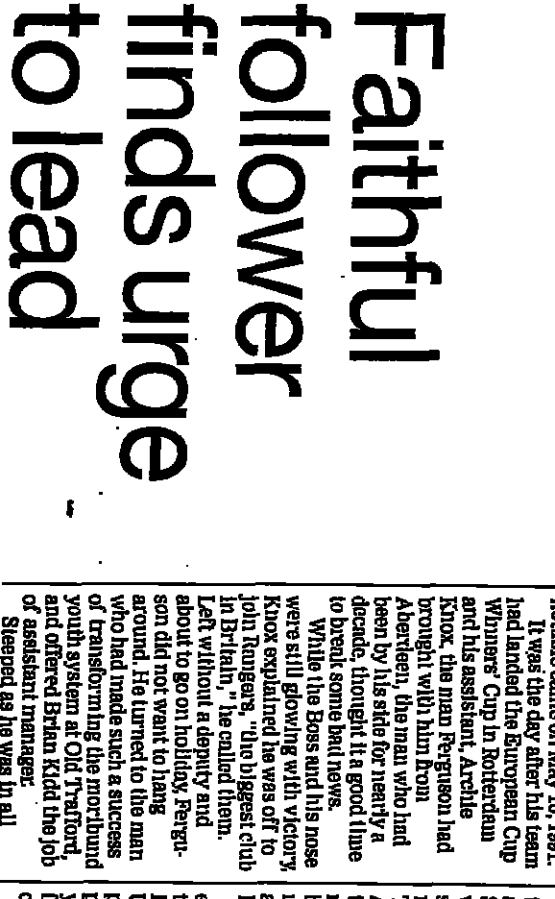 Faithful
follower
finds urge
to lead
It was the day after his team
had landed the European Cup
Winners' Cup in Rotterdam
and his assistant, Archie
Knox, the man Ferguson had
brought with him from
Aberdeen, the man who had
been by his side for nearly a
decade, thought it a good time
to break some bad news.
While the Boss and his nose
were still glowing with victory,
Knox explained he was off to
join Rangers, "the biggest club
in Britain," he called them.
Left without a deputy and
about to go on holiday, Fergu-
son did not want to hang
around. He turned to the man
who had made such a success
of transforming the moribund
youth system at Old Trafford,
and offered Brian Kidd the job
of assistant manager.
Steeped as he was in all